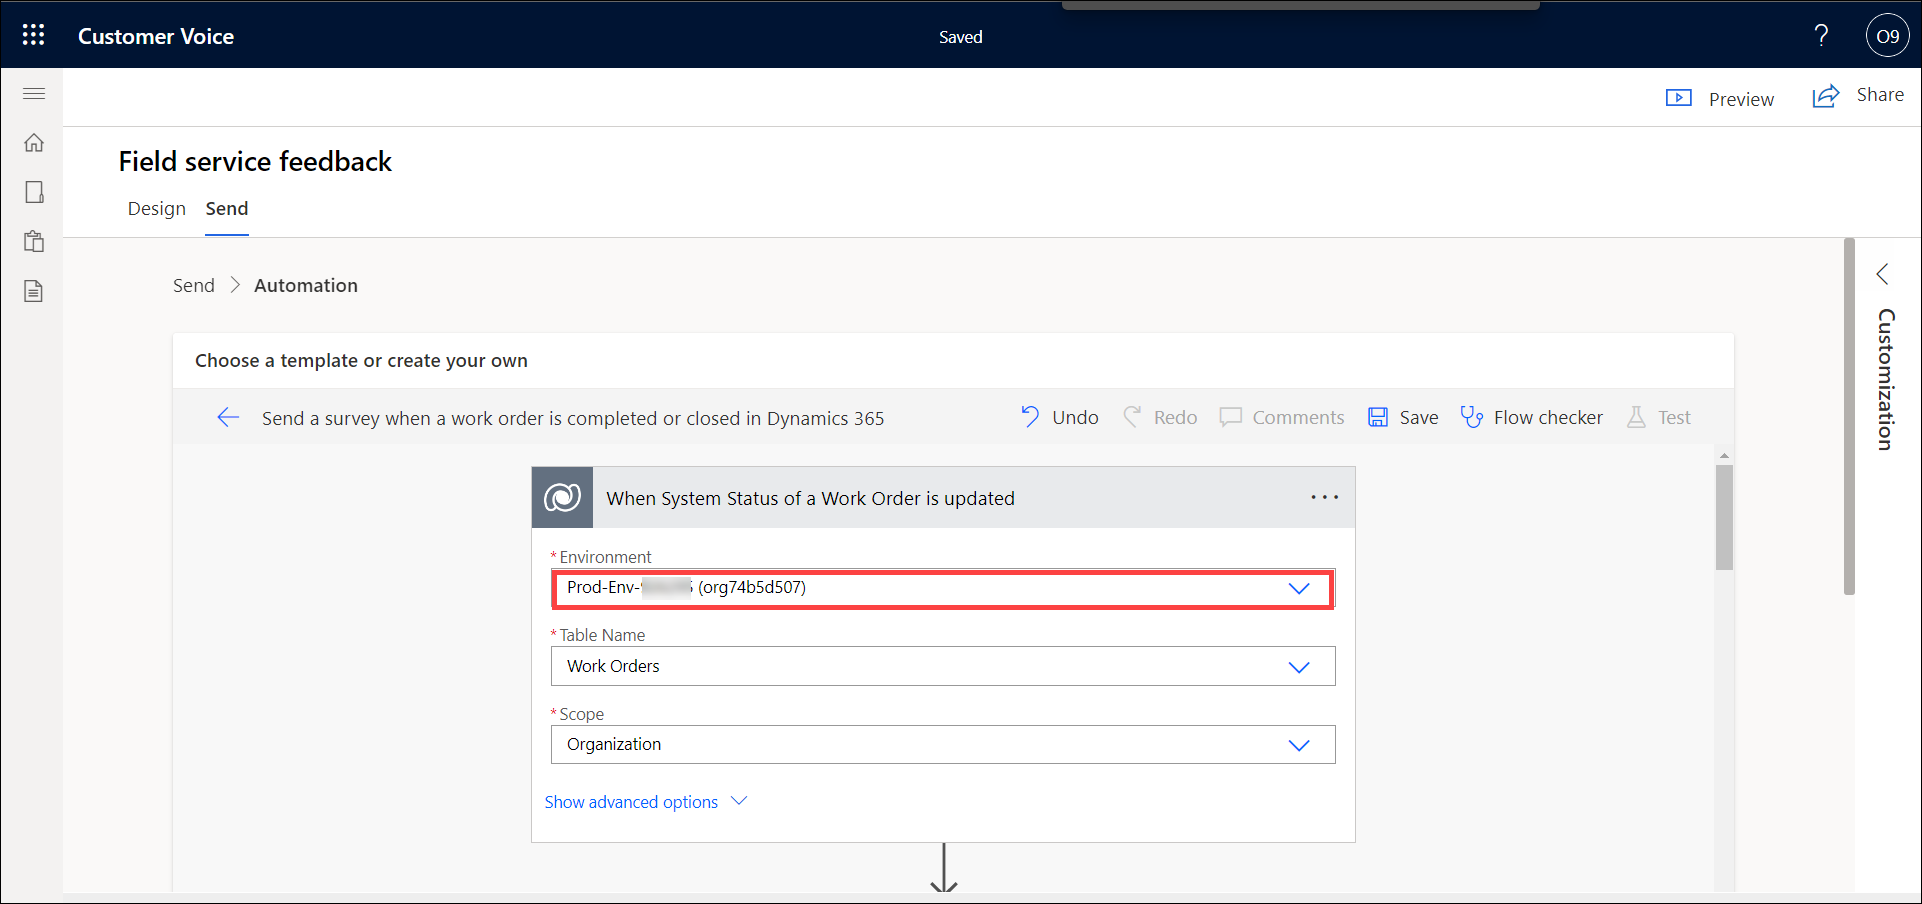 Customer Voice
Saved
?
O9
Preview
Share
Field service feedback
Design
Send
Send > Automation
Customization
Choose a template or create your own
Send a survey when a work order is completed or closed in Dynamics 365
Undo
Redo
Comments
Save
Flow checker
Test
When System Status of a Work Order is updated
...
* Environment
Prod-Env- (org74b5d507)
* Table Name
Work Orders
* Scope
Organization
Show advanced options